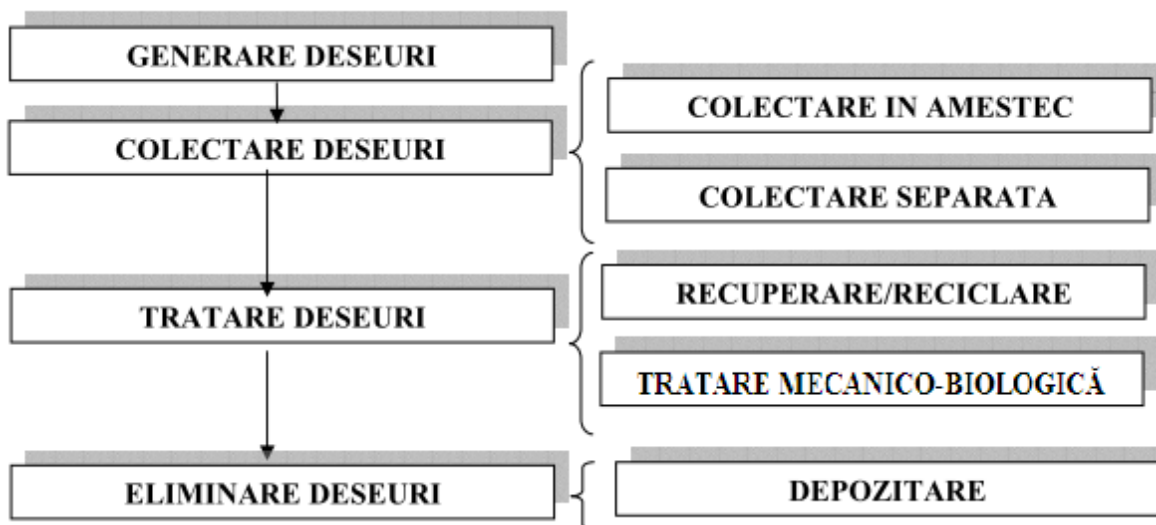 GENERARE DESEURI
COLECTARE DESEURI
COLECTARE IN AMESTEC
COLECTARE SEPARATA
TRATARE DESEURI
RECUPERARE/RECICLARE
TRATARE MECANICO-BIOLOGICĂ
ELIMINARE DESEURI
DEPOZITARE